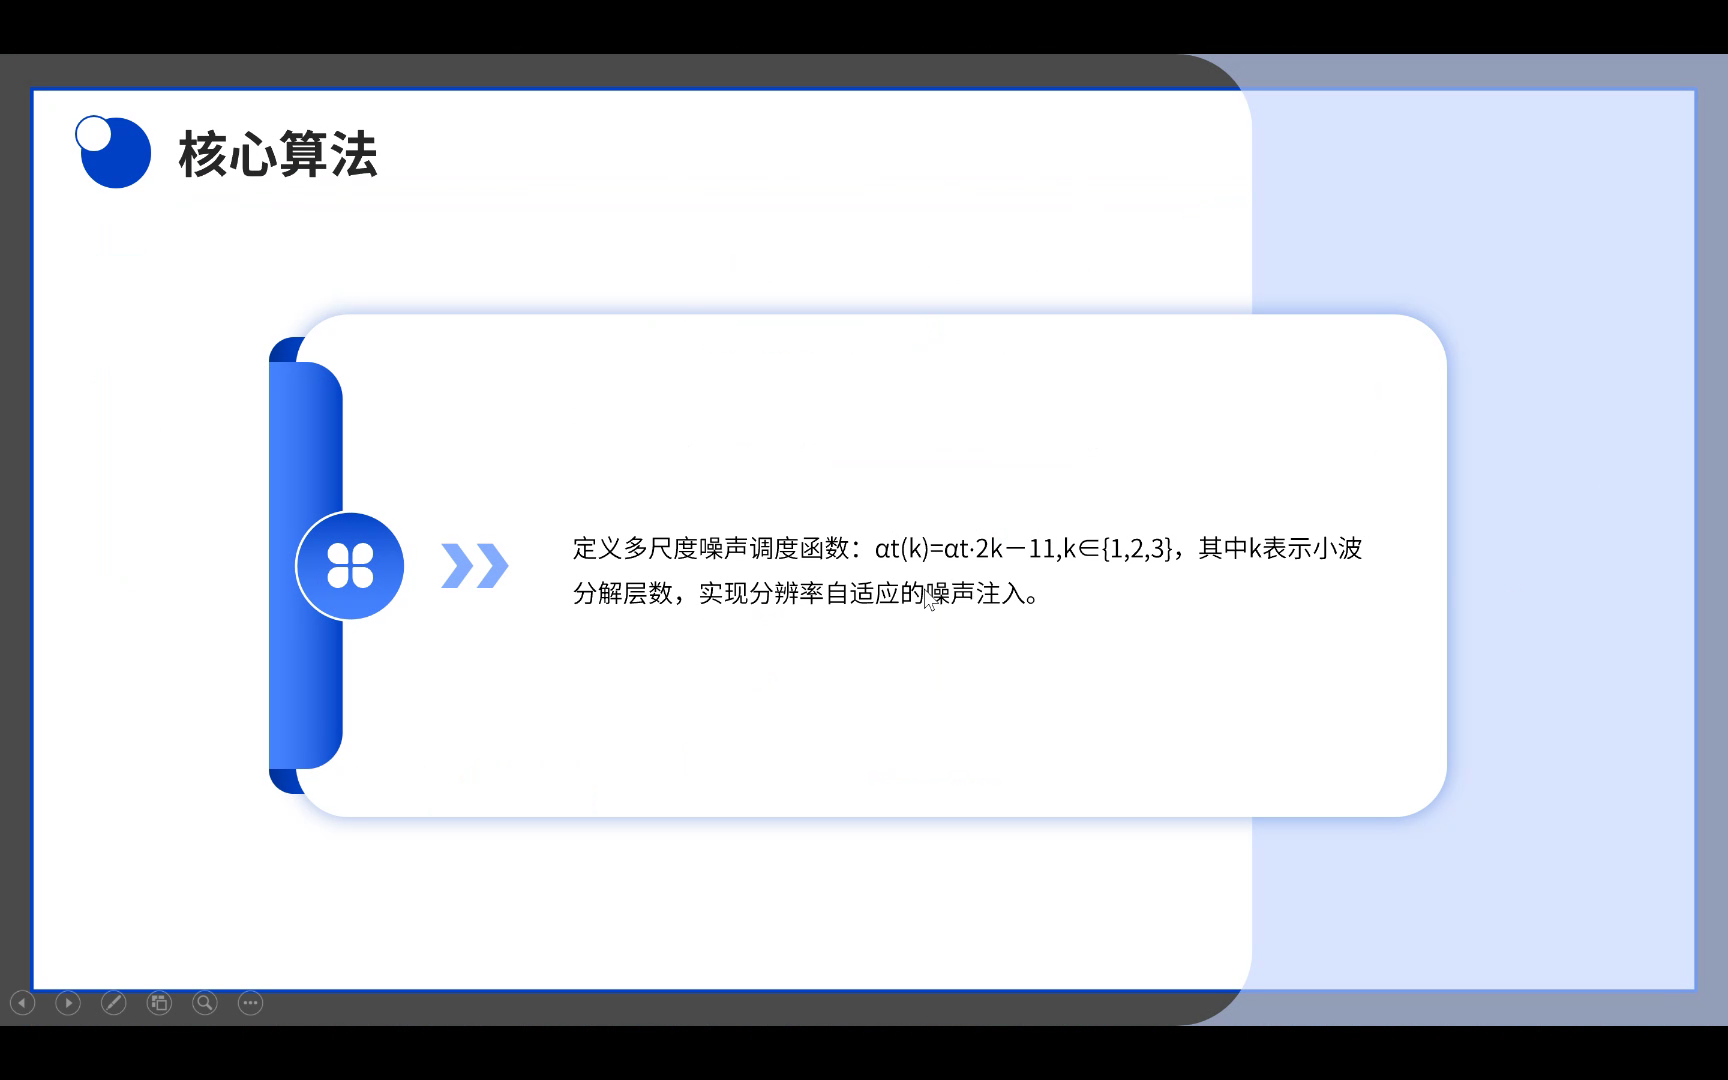 核心算法
定义多尺度噪声调度函数：αt(k)=αt·2k−11,k∈{1,2,3}，其中k表示小波
分解层数，实现分辨率自适应的噪声注入。